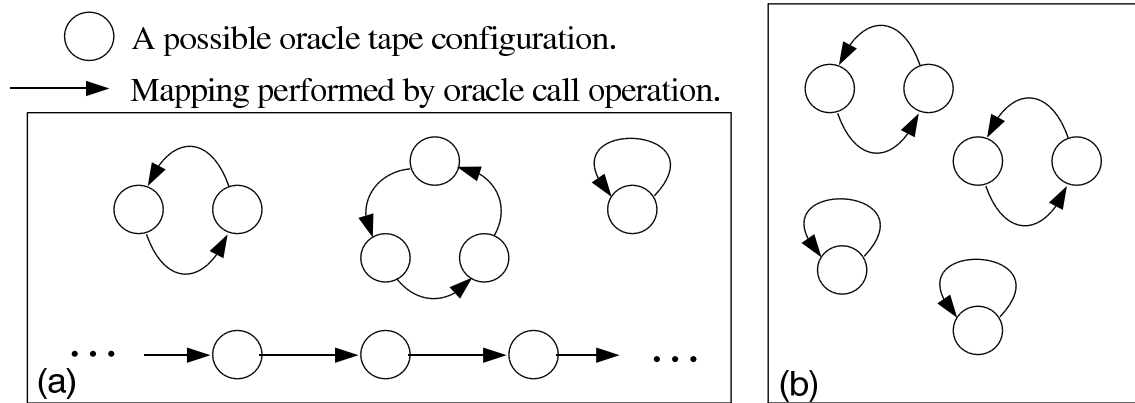 A possible oracle tape configuration.
Mapping performed by oracle call operation.
... ...
(a)
(b)